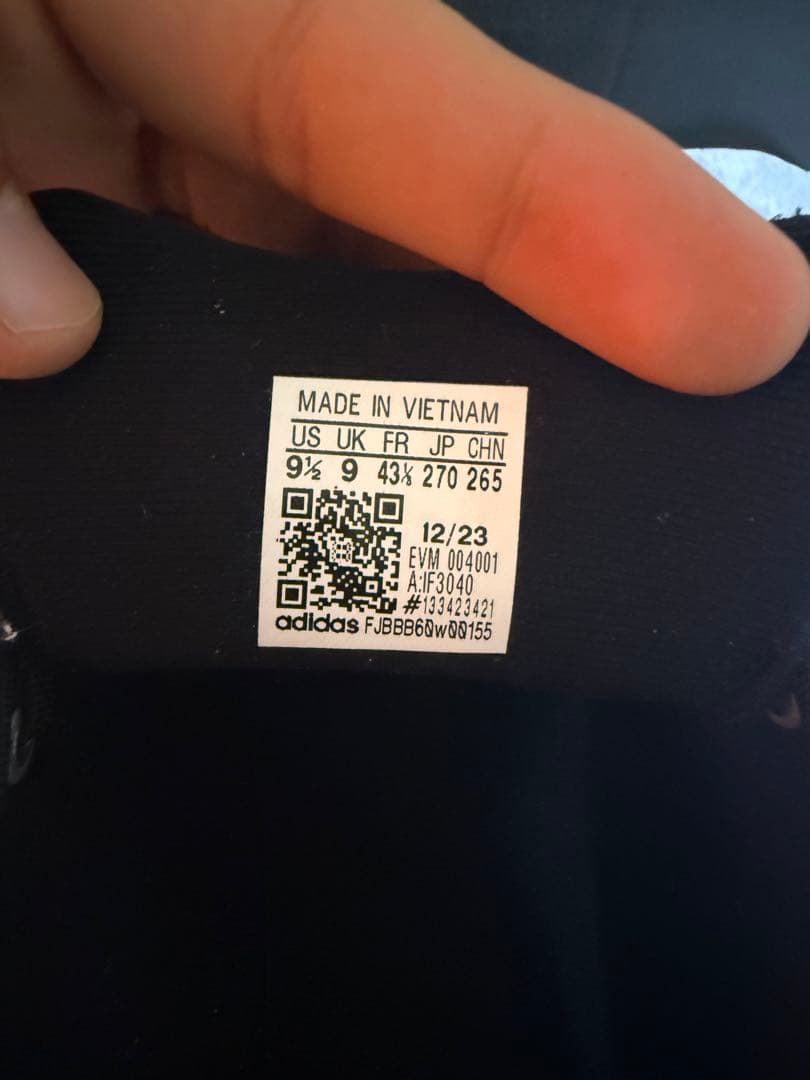 MADE IN VIETNAM
US UK FR JP CHN
9½ 9 43⅓ 270 265
12/23
EVM 004001
A:IF3040
#133423421
adidas FJBBB60w00155